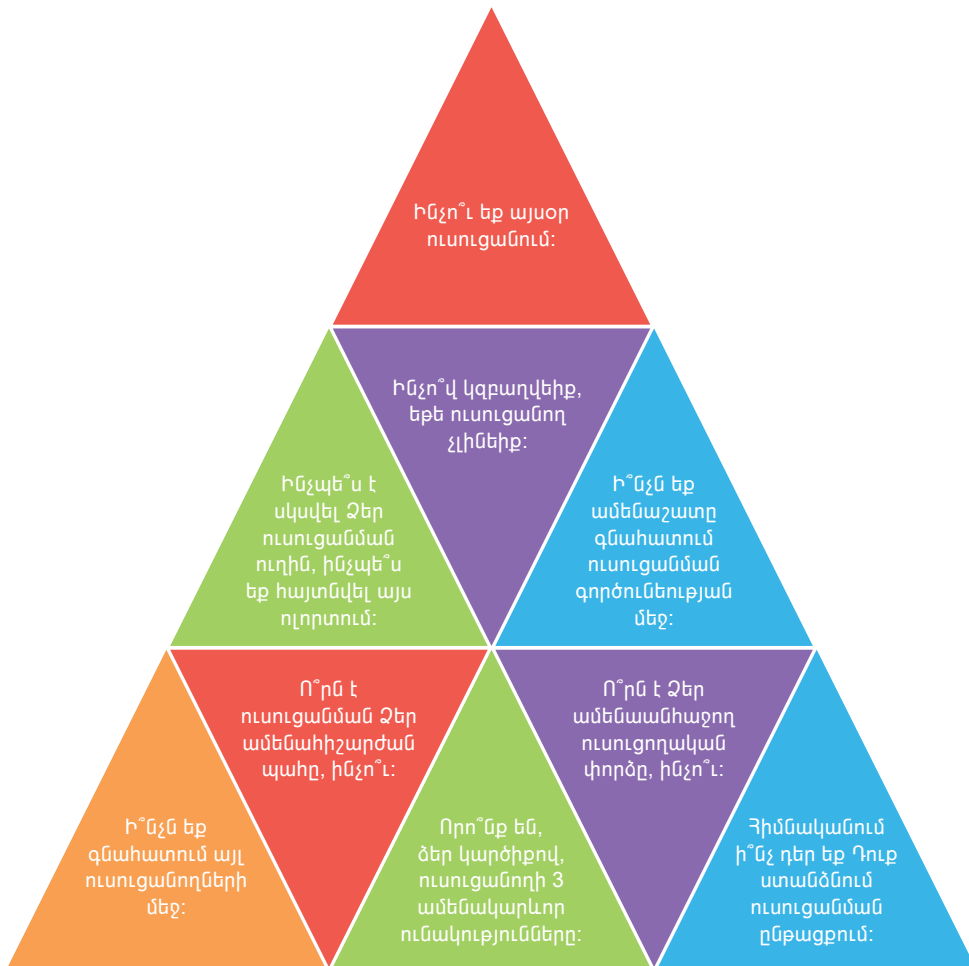 Ինչո՞ւ եք այսօր
ուսուցանում:
Ինչո՞վ կզբաղվեիք,
եթե ուսուցանող
չլինեիք:
Ինչպե՞ս է
սկսվել Ձեր
ուսուցանման
ուղին, ինչպե՞ս
եք հայտնվել այս
ոլորտում:
Ի՞նչն եք
ամենաշատը
գնահատում
ուսուցանման
գործունեության
մեջ:
Ո՞րն է
ուսուցանման Ձեր
ամենահիշարժան
պահը, ինչո՞ւ:
Ո՞րն է Ձեր
ամենաանհաջող
ուսուցողական
փորձը, ինչո՞ւ:
Ի՞նչն եք
գնահատում այլ
ուսուցանողների
մեջ:
Որո՞նք են,
ձեր կարծիքով,
ուսուցանողի 3
ամենակարևոր
ունակությունները:
Հիմնականում
ի՞նչ դեր եք Դուք
ստանձնում
ուսուցանման
ընթացքում: